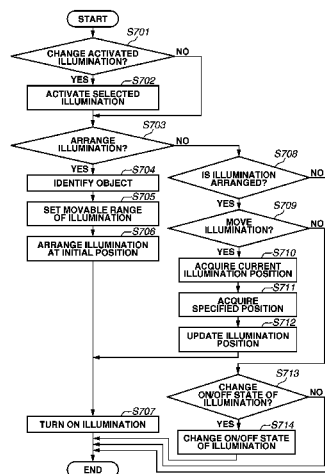 START
S701
CHANGE ACTIVATED
ILLUMINATION?
NO
YES
S702
ACTIVATE SELECTED
ILLUMINATION
S703
ARRANGE
ILLUMINATION?
NO
YES
S704
IDENTIFY OBJECT
S705
SET MOVABLE RANGE
OF ILLUMINATION
S706
ARRANGE ILLUMINATION
AT INITIAL POSITION
S708
IS ILLUMINATION
ARRANGED?
NO
YES
S709
MOVE
ILLUMINATION?
NO
YES
S710
ACQUIRE CURRENT
ILLUMINATION POSITION
S711
ACQUIRE
SPECIFIED POSITION
S712
UPDATE ILLUMINATION
POSITION
S713
CHANGE
ON/OFF STATE OF
ILLUMINATION?
NO
YES
S714
CHANGE ON/OFF STATE
OF ILLUMINATION
S707
TURN ON ILLUMINATION
END